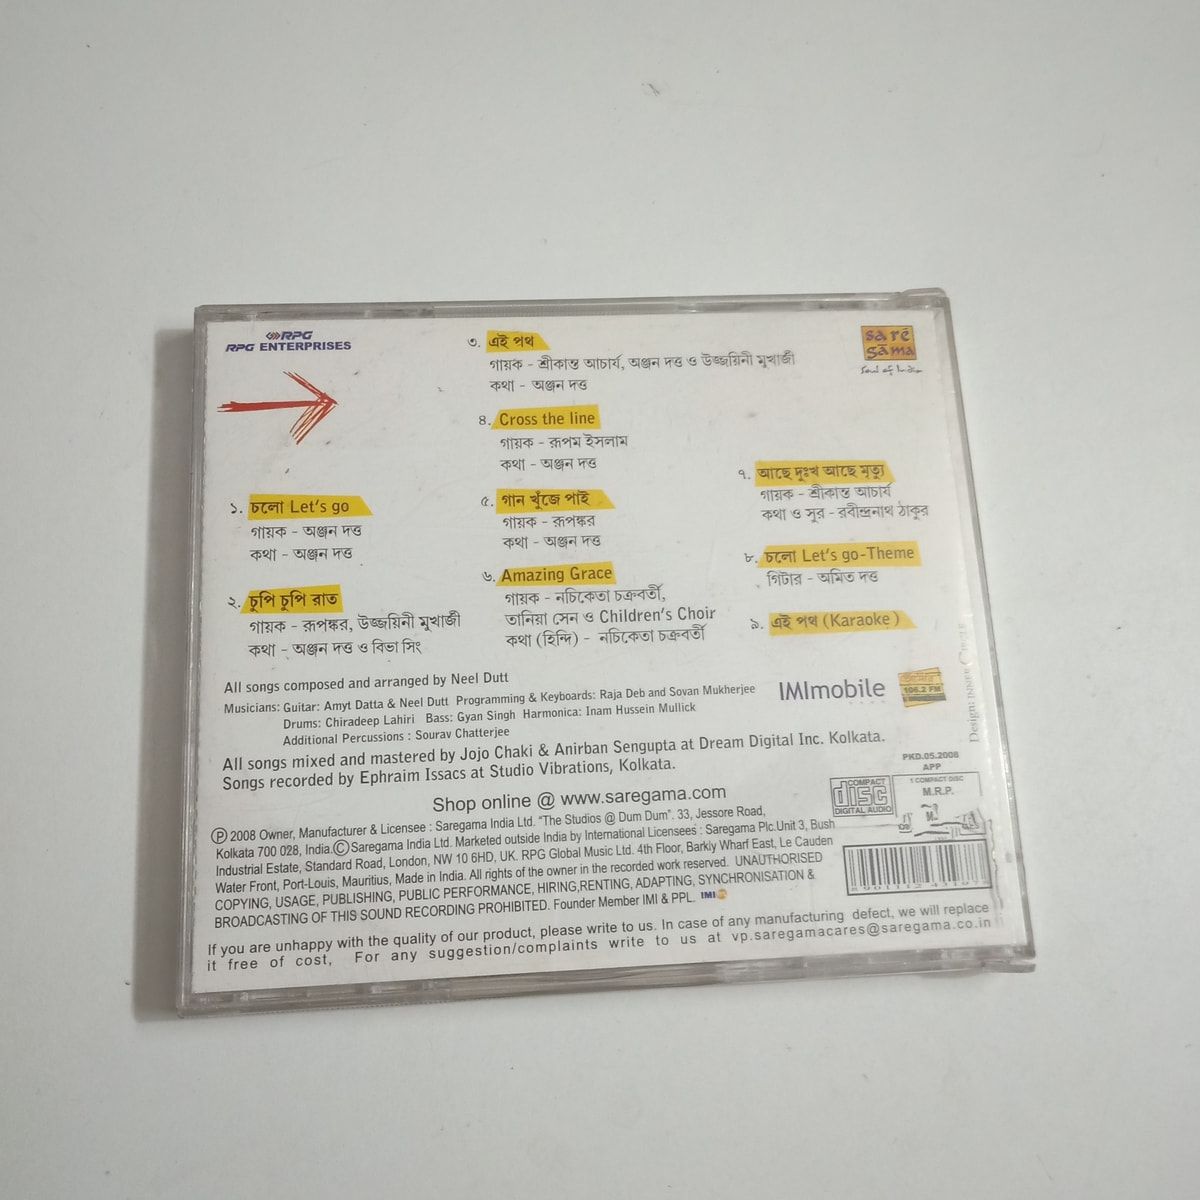 RPG
RPG ENTERPRISES
১. চলো Let's go
গায়ক - অঞ্জন দত্ত
কথা - অঞ্জন দত্ত
২. চুপি চুপি রাত
গায়ক - রূপঙ্কর, উজ্জয়িনী মুখার্জী
কথা - অঞ্জন দত্ত ও বিভা সিং
৩. এই পথ
গায়ক - শ্রীকান্ত আচার্য, অঞ্জন দত্ত ও উজ্জয়িনী মুখার্জী
কথা - অঞ্জন দত্ত
৪. Cross the line
গায়ক - রূপম ইসলাম
কথা - অঞ্জন দত্ত
৫. গান খুঁজে পাই
গায়ক - রূপঙ্কর
কথা - অঞ্জন দত্ত
৬. Amazing Grace
গায়ক - নচিকেতা চক্রবর্তী,
তানিয়া সেন ও Children's Choir
কথা (হিন্দি) - নচিকেতা চক্রবর্তী
saré
gama
Soul of India
৭. আছে দুঃখ আছে মৃত্যু
গায়ক - শ্রীকান্ত আচার্য
কথা ও সুর - রবীন্দ্রনাথ ঠাকুর
৮. চলো Let's go-Theme
গিটার - অমিত দত্ত
৯. এই পথ (Karaoke)
All songs composed and arranged by Neel Dutt
Musicians: Guitar: Amyt Datta & Neel Dutt Programming & Keyboards: Raja Deb and Sovan Mukherjee
Drums: Chiradeep Lahiri Bass: Gyan Singh Harmonica: Inam Hussein Mullick
Additional Percussions : Sourav Chatterjee
All songs mixed and mastered by Jojo Chaki & Anirban Sengupta at Dream Digital Inc. Kolkata.
Songs recorded by Ephraim Issacs at Studio Vibrations, Kolkata.
IMImobile
106.2 FM
Design: INNER CIRCLE
Shop online @ www.saregama.com
Ⓟ 2008 Owner, Manufacturer & Licensee : Saregama India Ltd. "The Studios @ Dum Dum". 33, Jessore Road,
Kolkata 700 028, India.Ⓒ Saregama India Ltd. Marketed outside India by International Licensees : Saregama Plc.Unit 3, Bush
Industrial Estate, Standard Road, London, NW 10 6HD, UK. RPG Global Music Ltd. 4th Floor, Barkly Wharf East, Le Cauden
Water Front, Port-Louis, Mauritius, Made in India. All rights of the owner in the recorded work reserved. UNAUTHORISED
COPYING, USAGE, PUBLISHING, PUBLIC PERFORMANCE, HIRING,RENTING, ADAPTING, SYNCHRONISATION &
BROADCASTING OF THIS SOUND RECORDING PROHIBITED. Founder Member IMI & PPL. IMI
PKD.05.2008
APP
COMPACT
disc
DIGITAL AUDIO
1 COMPACT DISC
M.R.P.
If you are unhappy with the quality of our product, please write to us. In case of any manufacturing defect, we will replace
it free of cost, For any suggestion/complaints write to us at vp.saregamacares@saregama.co.in